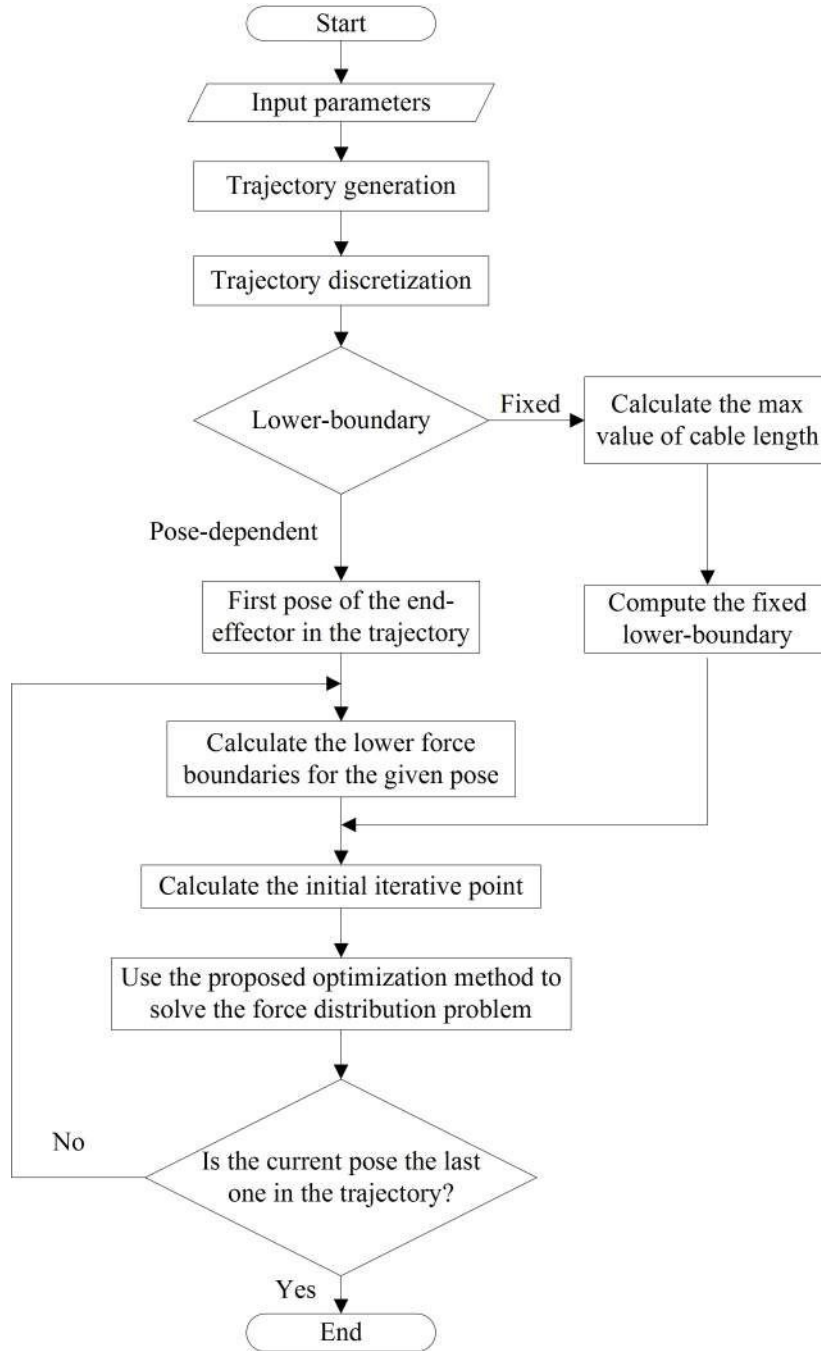 Start
Input parameters
Trajectory generation
Trajectory discretization
Lower-boundary
Fixed
Calculate the max
value of cable length
Pose-dependent
First pose of the end-
effector in the trajectory
Compute the fixed
lower-boundary
Calculate the lower force
boundaries for the given pose
Calculate the initial iterative point
Use the proposed optimization method to
solve the force distribution problem
No
Is the current pose the last
one in the trajectory?
Yes
End